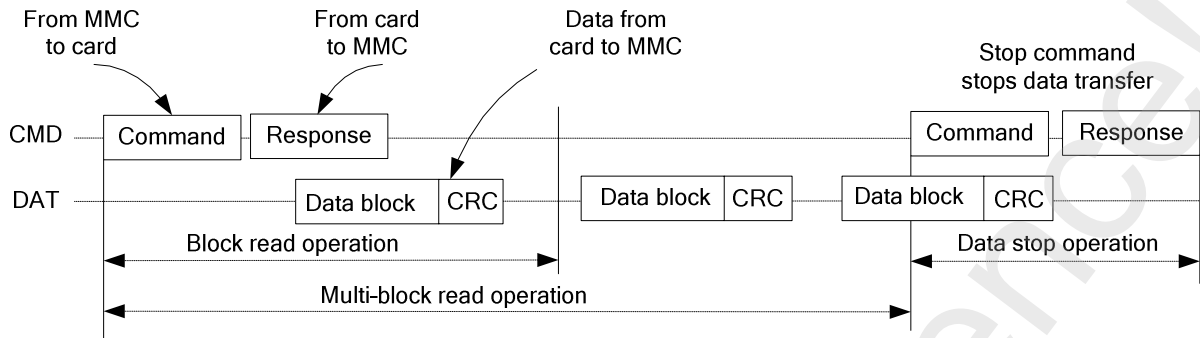 From MMC
to card
From card
to MMC
Data from
card to MMC
Stop command
stops data transfer
CMD
Command
Response
Command
Response
DAT
Data block
CRC
Data block
CRC
Data block
CRC
Block read operation
Data stop operation
Multi-block read operation